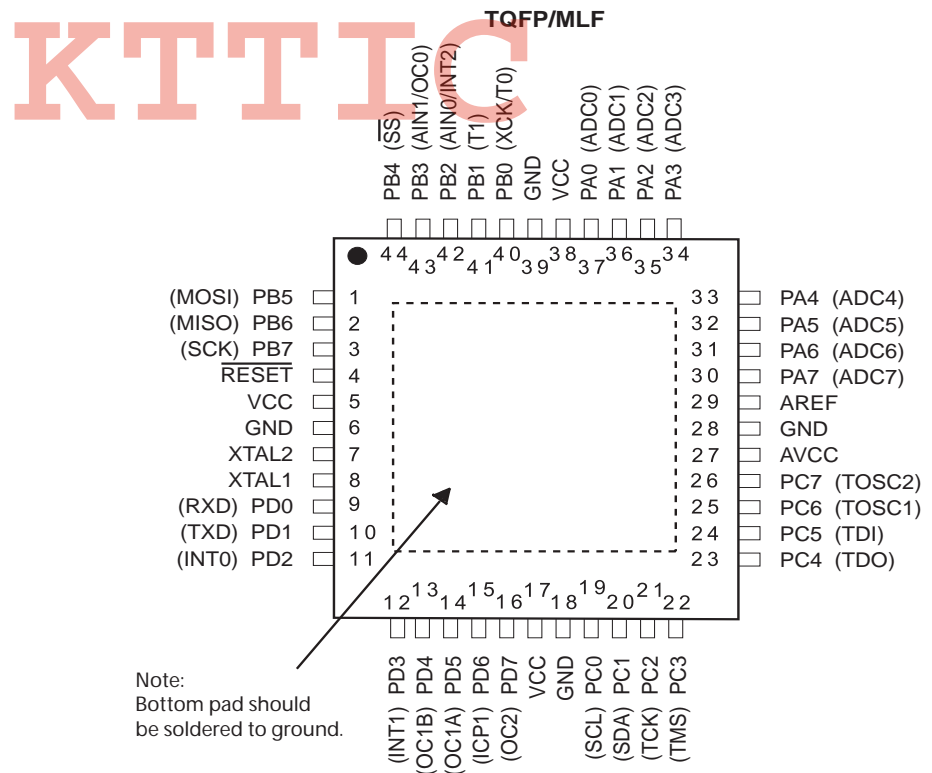 TQFP/MLF
KTTIC
PB4 (SS)
PB3 (AIN1/OC0)
PB2 (AIN0/INT2)
PB1 (T1)
PB0 (XCK/T0)
GND
VCC
PA0 (ADC0)
PA1 (ADC1)
PA2 (ADC2)
PA3 (ADC3)
44
43
42
41
40
39
38
37
36
35
34
(MOSI) PB5 1
(MISO) PB6 2
(SCK) PB7 3
RESET 4
VCC 5
GND 6
XTAL2 7
XTAL1 8
(RXD) PD0 9
(TXD) PD1 10
(INT0) PD2 11
33 PA4 (ADC4)
32 PA5 (ADC5)
31 PA6 (ADC6)
30 PA7 (ADC7)
29 AREF
28 GND
27 AVCC
26 PC7 (TOSC2)
25 PC6 (TOSC1)
24 PC5 (TDI)
23 PC4 (TDO)
12
13
14
15
16
17
18
19
20
21
22
(INT1) PD3
(OC1B) PD4
(OC1A) PD5
(ICP1) PD6
(OC2) PD7
VCC
GND
(SCL) PC0
(SDA) PC1
(TCK) PC2
(TMS) PC3
Note:
Bottom pad should
be soldered to ground.